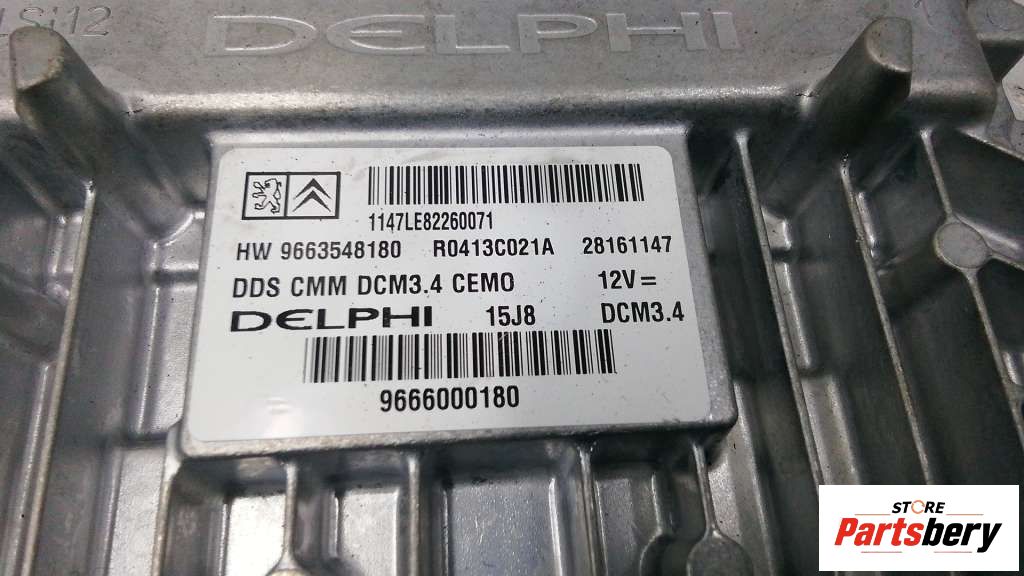 LSi12
DELPHI
1147LE82260071
HW 9663548180 R0413C021A 28161147
DDS CMM DCM3.4 CEMO 12V=
DELPHI 15J8 DCM3.4
9666000180
STORE
Partsbery